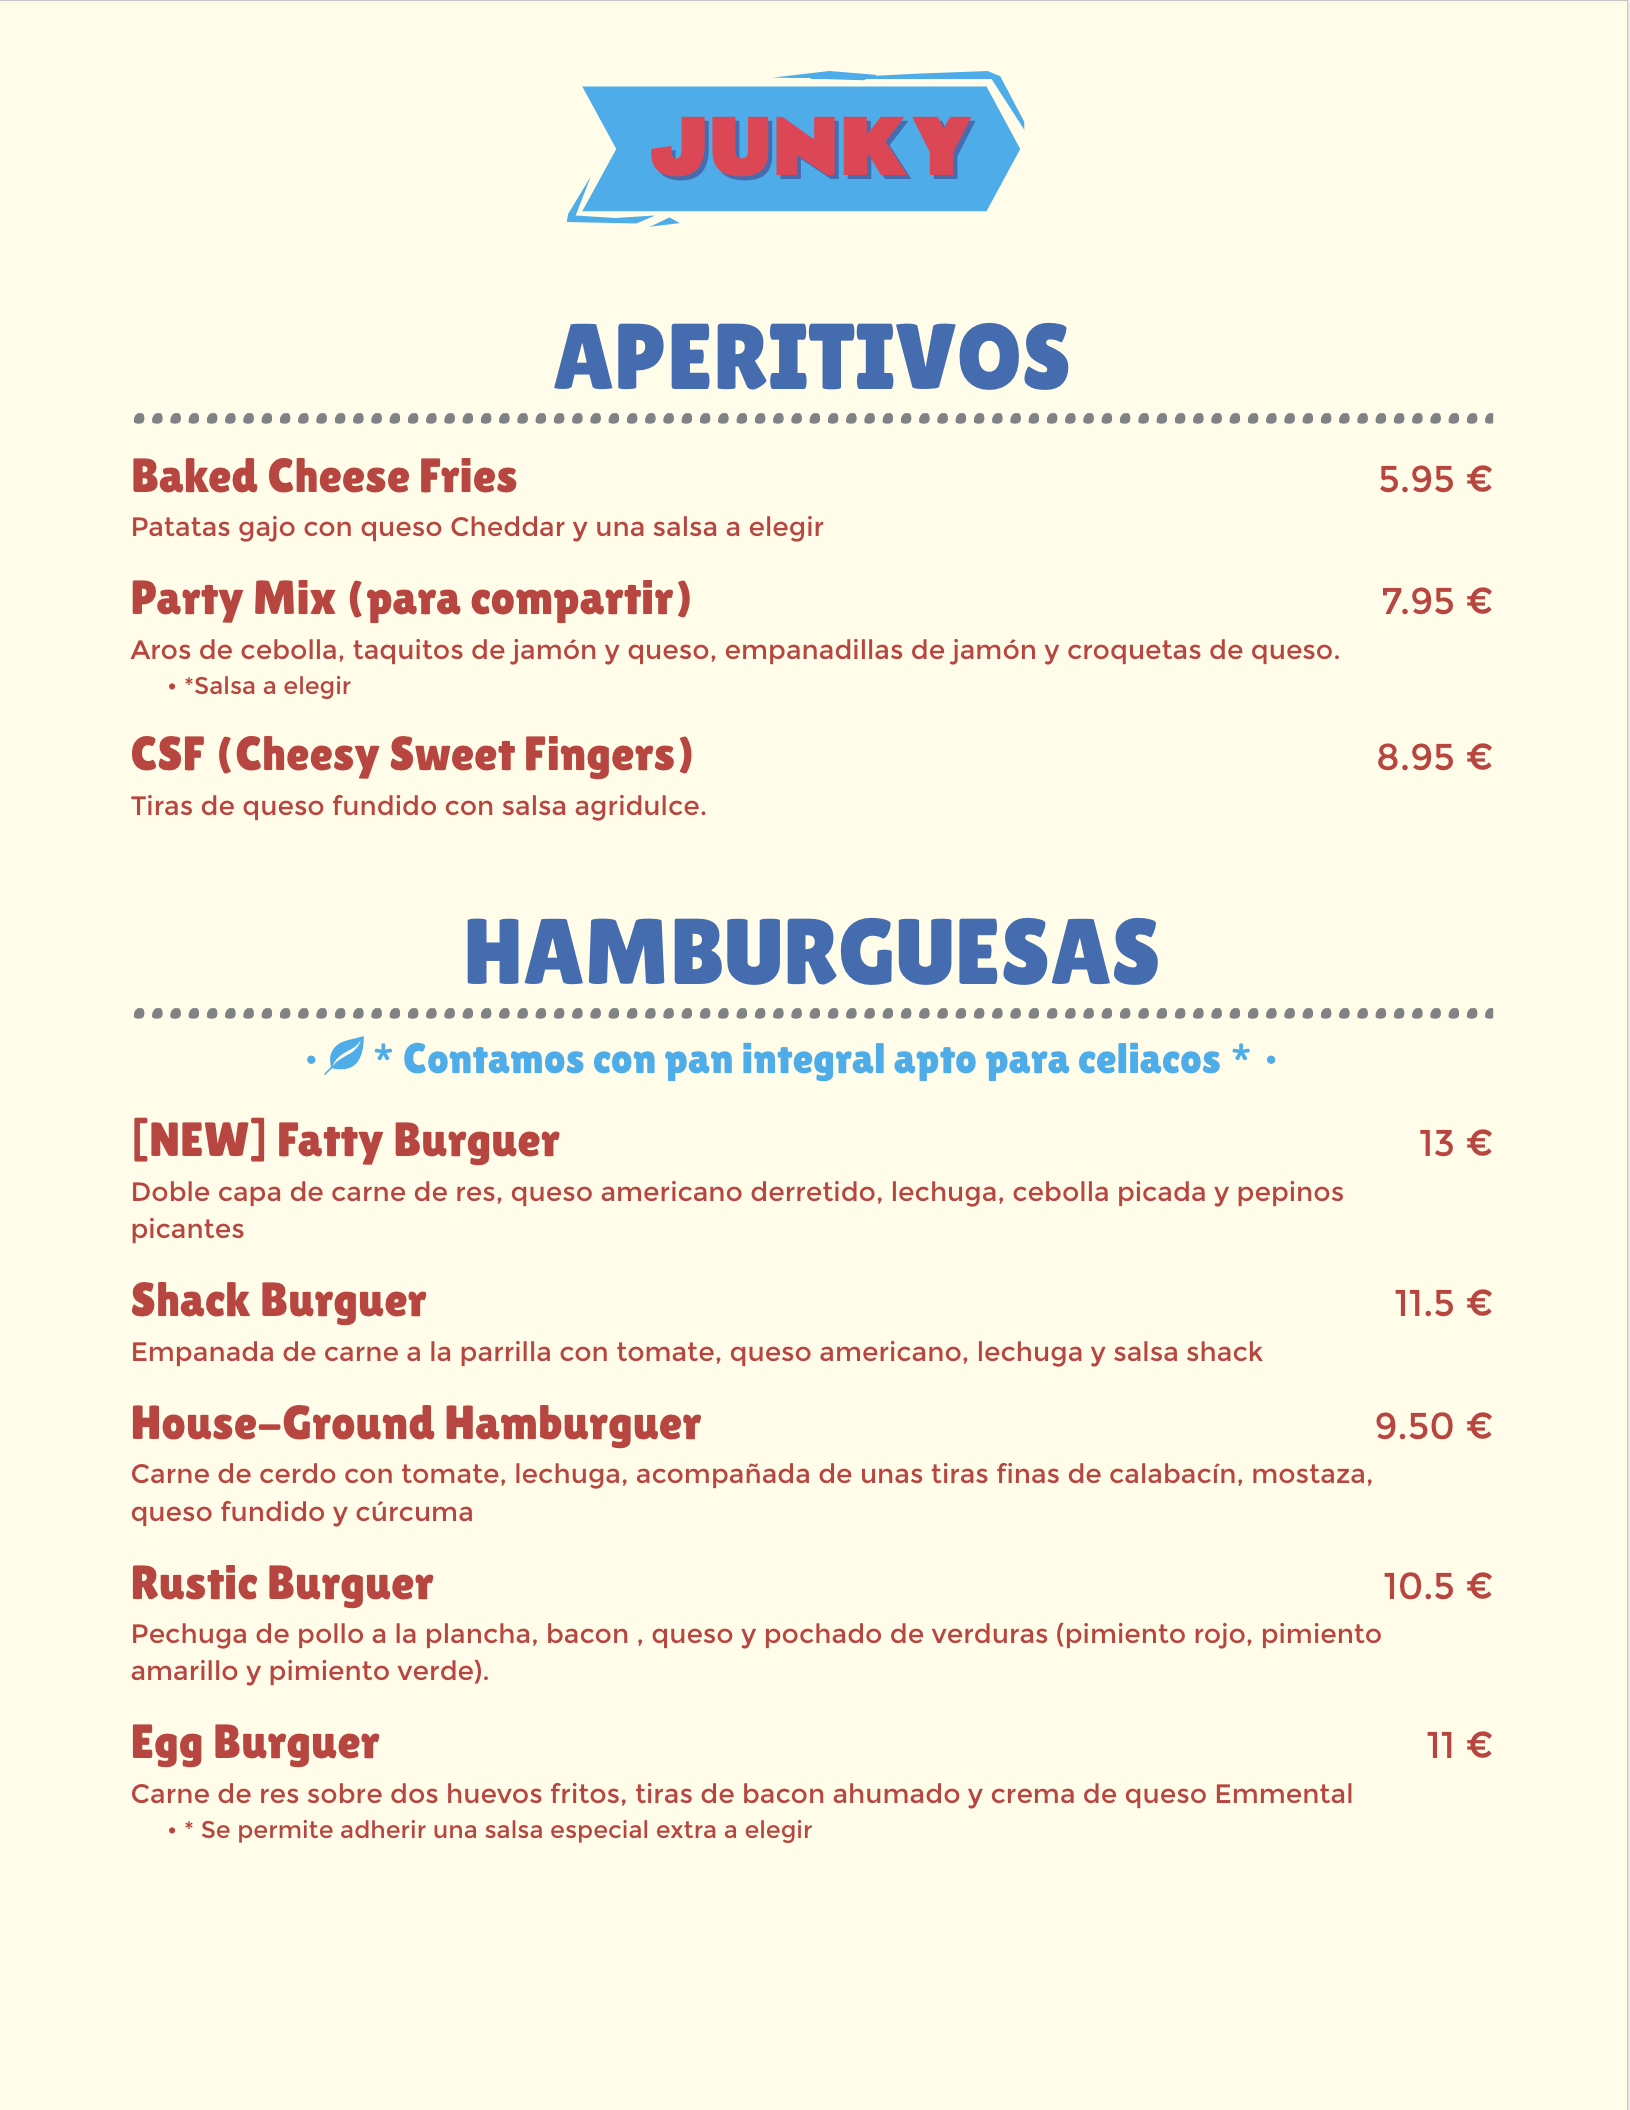 JUNKY
APERITIVOS
Baked Cheese Fries 5.95 €
Patatas gajo con queso Cheddar y una salsa a elegir
Party Mix (para compartir) 7.95 €
Aros de cebolla, taquitos de jamón y queso, empanadillas de jamón y croquetas de queso.
• *Salsa a elegir
CSF (Cheesy Sweet Fingers) 8.95 €
Tiras de queso fundido con salsa agridulce.
HAMBURGUESAS
• * Contamos con pan integral apto para celiacos * •
[NEW] Fatty Burguer 13 €
Doble capa de carne de res, queso americano derretido, lechuga, cebolla picada y pepinos
picantes
Shack Burguer 11.5 €
Empanada de carne a la parrilla con tomate, queso americano, lechuga y salsa shack
House-Ground Hamburguer 9.50 €
Carne de cerdo con tomate, lechuga, acompañada de unas tiras finas de calabacín, mostaza,
queso fundido y cúrcuma
Rustic Burguer 10.5 €
Pechuga de pollo a la plancha, bacon , queso y pochado de verduras (pimiento rojo, pimiento
amarillo y pimiento verde).
Egg Burguer 11 €
Carne de res sobre dos huevos fritos, tiras de bacon ahumado y crema de queso Emmental
• * Se permite adherir una salsa especial extra a elegir